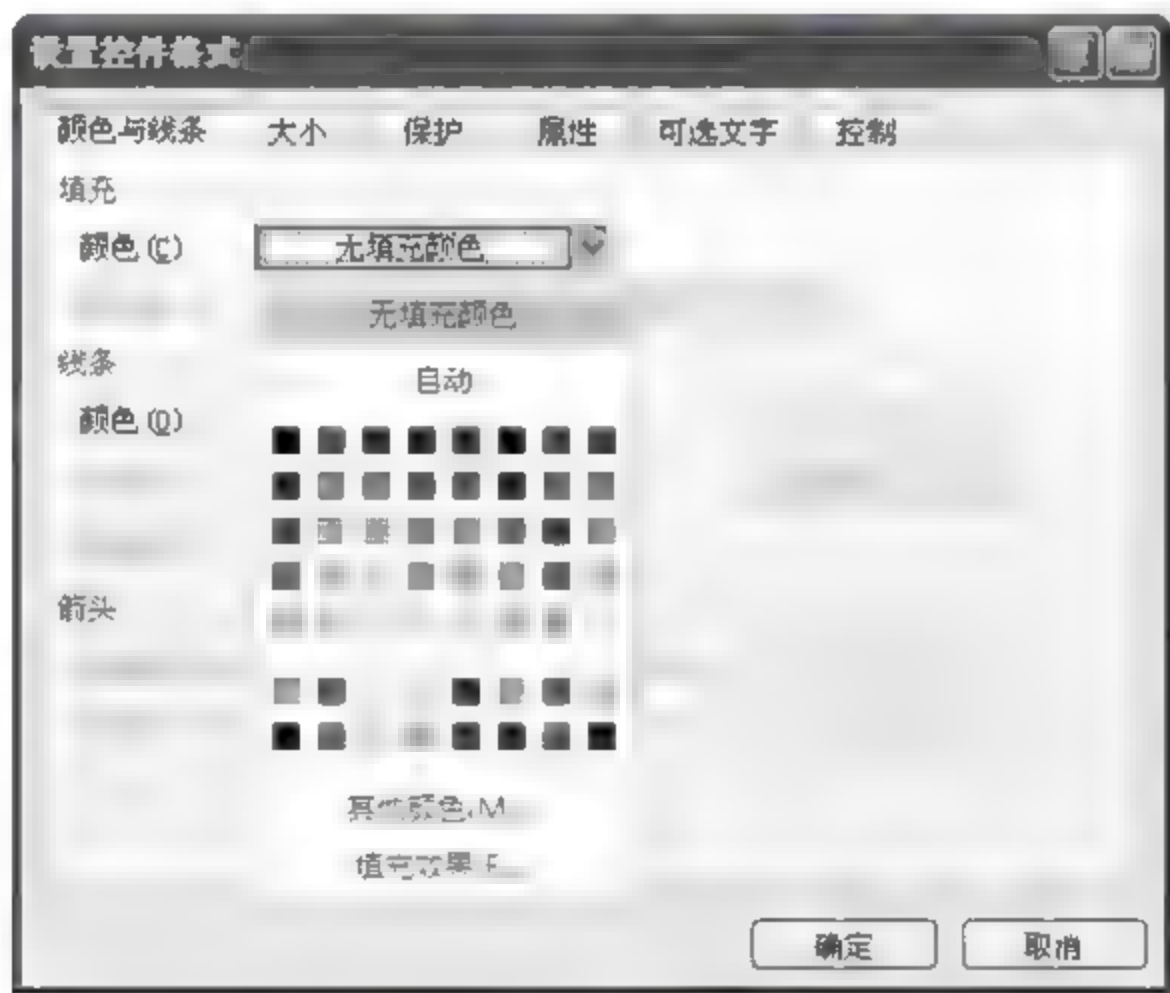 设置控件格式
颜色与线条 大小 保护 属性 可选文字 控制
填充
颜色(C) 无填充颜色
无填充颜色
线条
自动
颜色(O)
箭头
其他颜色(M)
填充效果(F)...
确定 取消